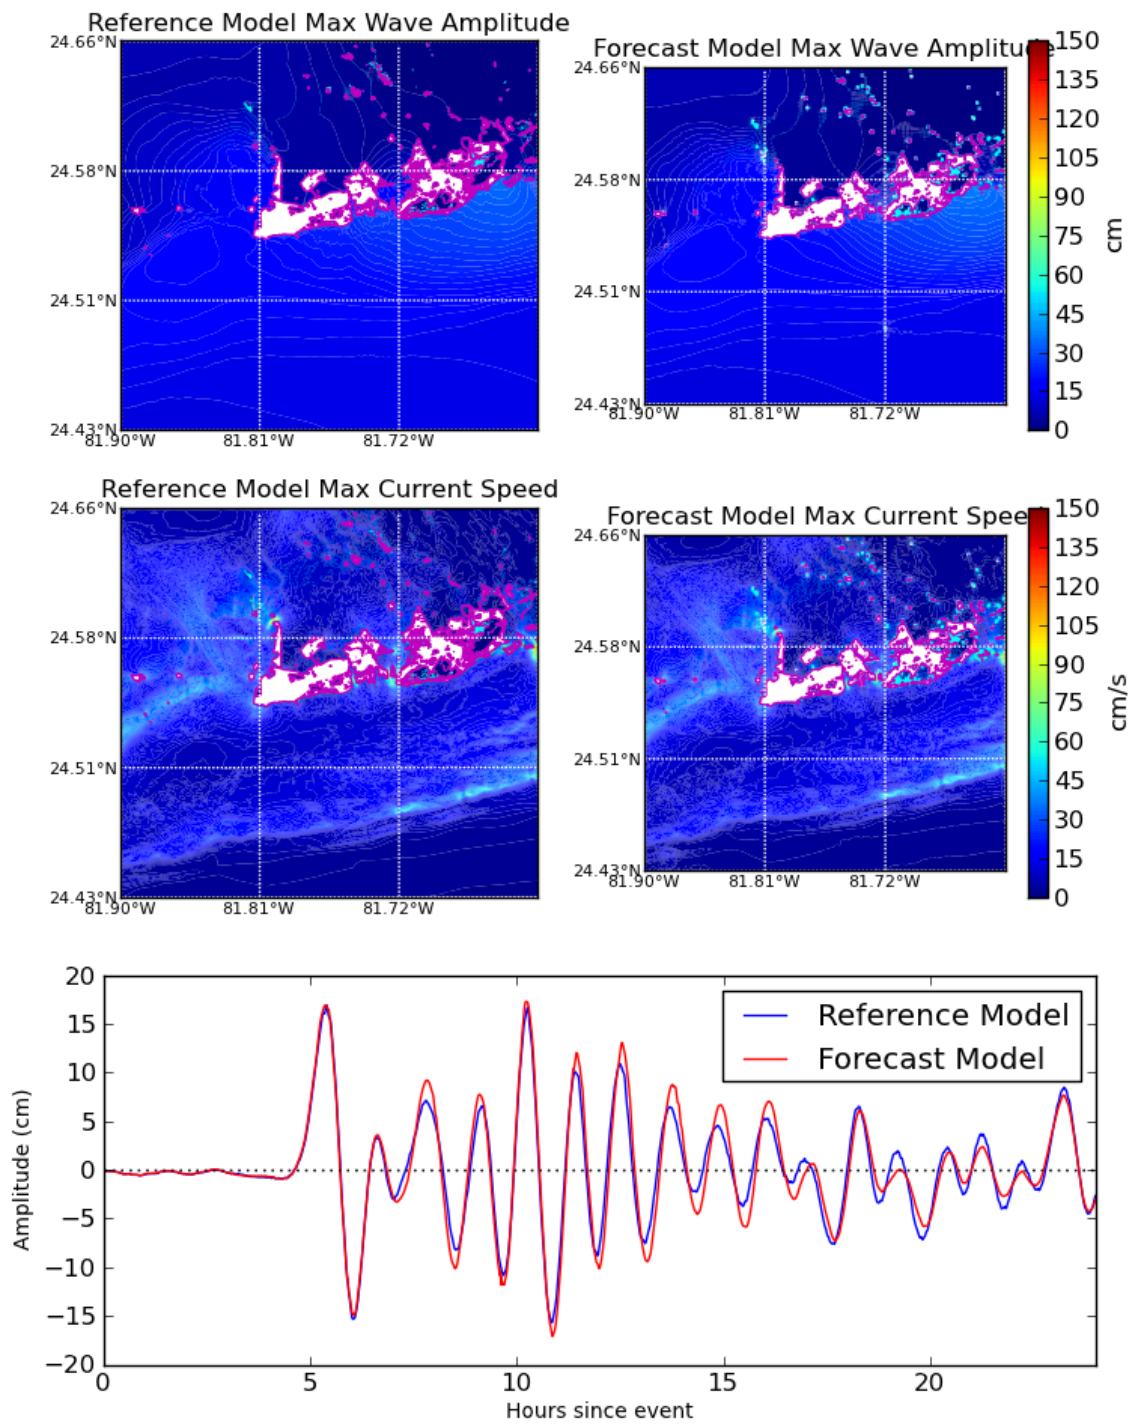 Reference Model Max Wave Amplitude
Forecast Model Max Wave Amplitude
24.66°N
24.58°N
24.51°N
24.43°N
81.90°W 81.81°W 81.72°W
24.66°N
24.58°N
24.51°N
24.43°N
81.90°W 81.81°W 81.72°W
150
135
120
105
90
75
60
45
30
15
0
cm
Reference Model Max Current Speed
Forecast Model Max Current Speed
24.66°N
24.58°N
24.51°N
24.43°N
81.90°W 81.81°W 81.72°W
24.66°N
24.58°N
24.51°N
24.43°N
81.90°W 81.81°W 81.72°W
150
135
120
105
90
75
60
45
30
15
0
cm/s
20
15
10
5
0
−5
−10
−15
−20
Amplitude (cm)
Reference Model
Forecast Model
0 5 10 15 20
Hours since event